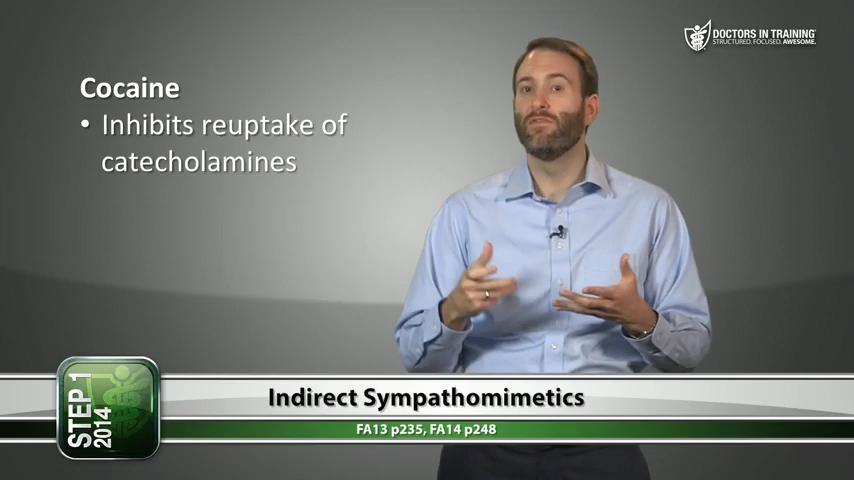 DOCTORS IN TRAINING®
STRUCTURED. FOCUSED. AWESOME.
Cocaine
• Inhibits reuptake of
catecholamines
STEP 1
2014
Indirect Sympathomimetics
FA13 p235, FA14 p248